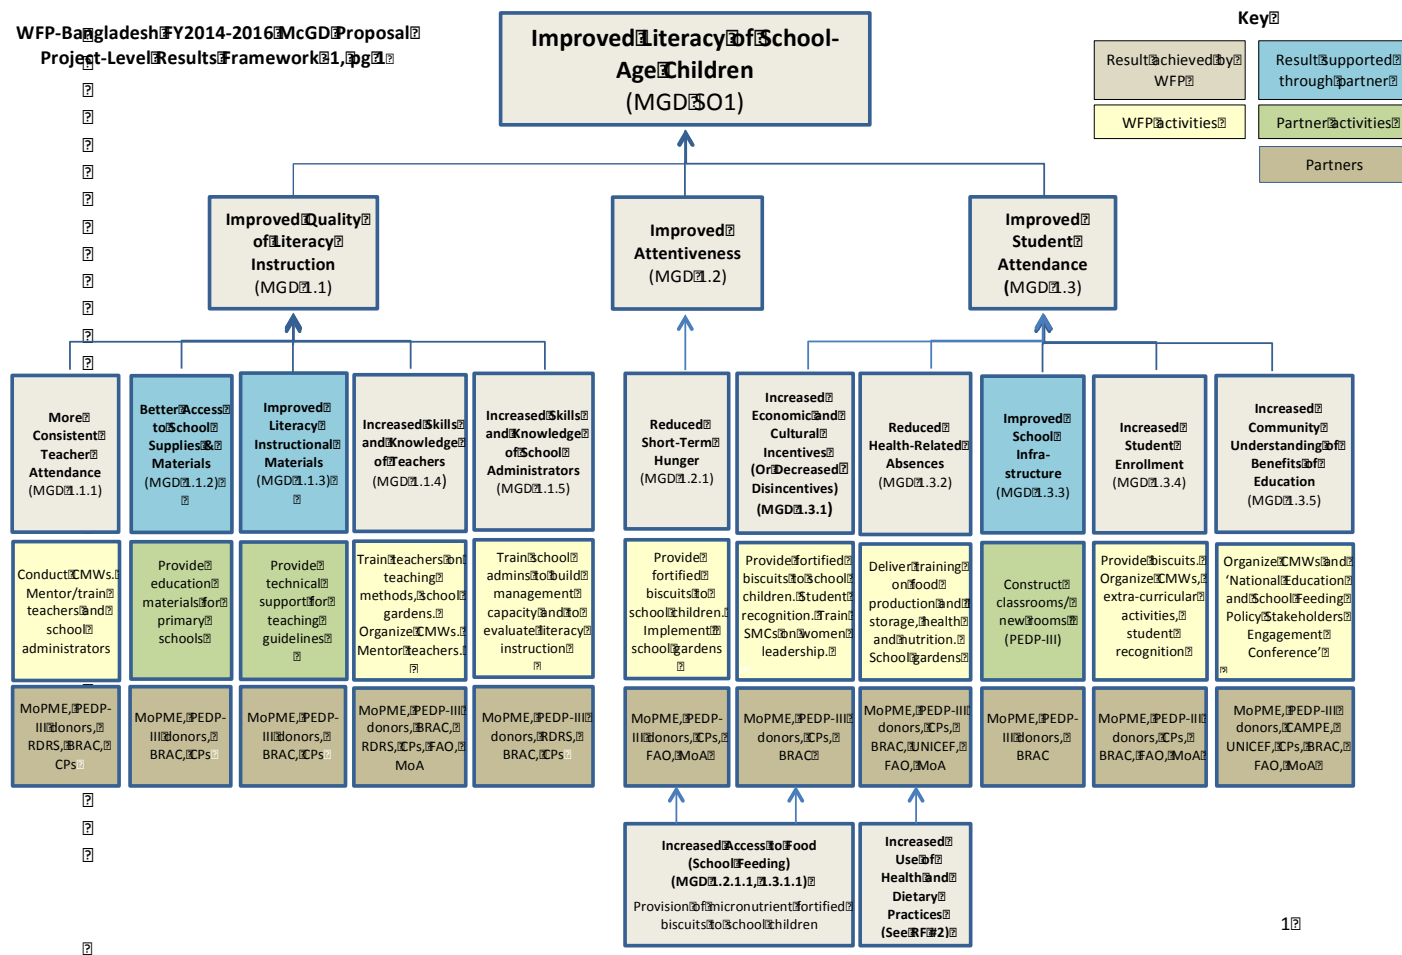 WFP-Bangladesh FY2014-2016 McGD Proposal
Project-Level Results Framework -1, pg 1
Improved Literacy of School-
Age Children
(MGD SO1)
Key
Result achieved by
WFP
Result supported
through partner
WFP activities
Partner activities
Partners
Improved Quality
of Literacy
Instruction
(MGD 1.1)
Improved
Attentiveness
(MGD 1.2)
Improved
Student
Attendance
(MGD 1.3)
More
Consistent
Teacher
Attendance
(MGD 1.1.1)
Better Access
to School
Supplies &
Materials
(MGD 1.1.2)
Improved
Literacy
Instructional
Materials
(MGD 1.1.3)
Increased Skills
and Knowledge
of Teachers
(MGD 1.1.4)
Increased Skills
and Knowledge
of School
Administrators
(MGD 1.1.5)
Reduced
Short-Term
Hunger
(MGD 1.2.1)
Increased
Economic and
Cultural
Incentives
(Or Decreased
Disincentives)
(MGD 1.3.1)
Reduced
Health-Related
Absences
(MGD 1.3.2)
Improved
School
Infra-
structure
(MGD 1.3.3)
Increased
Student
Enrollment
(MGD 1.3.4)
Increased
Community
Understanding of
Benefits of
Education
(MGD 1.3.5)
Conduct CMWs.
Mentor/train
teachers and
school
administrators
Provide
education
materials for
primary
schools
Provide
technical
support for
teaching
guidelines
Train teachers on
teaching
methods, school
gardens.
Organize CMWs.
Mentor teachers.
Train school
admins to build
management
capacity and to
evaluate literacy
instruction
Provide
fortified
biscuits to
school children.
Implement
school gardens
Provide fortified
biscuits to school
children. Student
recognition. Train
SMCs on women
leadership.
Deliver training
on food
production and
storage, health
and nutrition.
School gardens
Construct
classrooms/
new rooms
(PEDP-III)
Provide biscuits.
Organize CMWs,
extra-curricular
activities,
student
recognition
Organize CMWs and
‘National Education
and School Feeding
Policy Stakeholders
Engagement
Conference’
MoPME, PEDP-
III donors,
RDRS, BRAC,
CPs
MoPME, PEDP-
III donors,
BRAC, CPs
MoPME, PEDP-
III donors,
BRAC, CPs
MoPME, PEDP-III
donors, BRAC,
RDRS, CPs, FAO,
MoA
MoPME, PEDP-III
donors, RDRS,
BRAC, CPs
MoPME, PEDP-
III donors, CPs,
FAO, MoA
MoPME, PEDP-III
donors, CPs,
BRAC
MoPME, PEDP-III
donors, CPs,
BRAC, UNICEF,
FAO, MoA
MoPME, PEDP-
III donors,
BRAC
MoPME, PEDP-III
donors, CPs,
BRAC, FAO, MoA
MoPME, PEDP-III
donors, CAMPE,
UNICEF, CPs, BRAC,
FAO, MoA
Increased Access to Food
(School Feeding)
(MGD 1.2.1.1, 1.3.1.1)
Provision of micronutrient fortified
biscuits to school children
Increased
Use of
Health and
Dietary
Practices
(See RF #2)
1